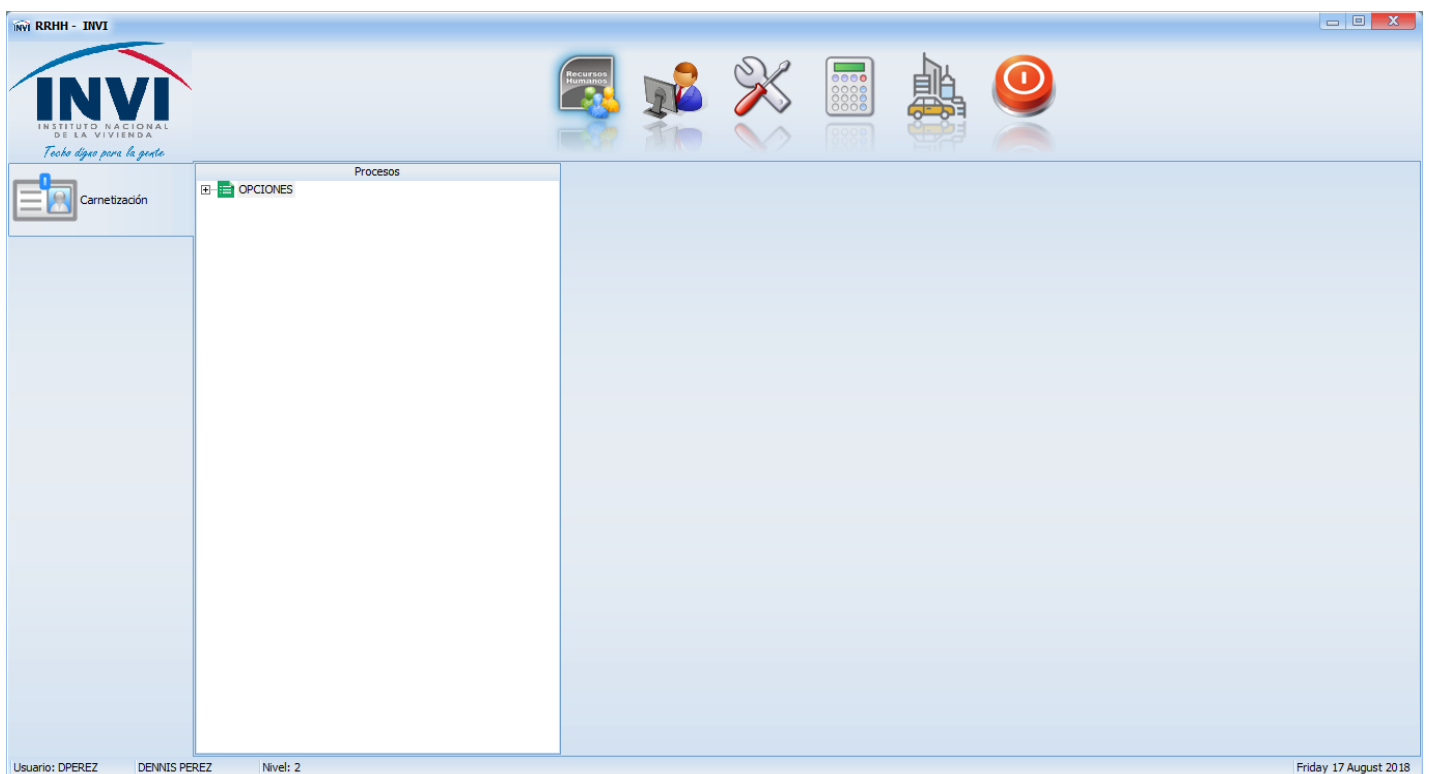 INVI RRHH - INVI
INVI
INSTITUTO NACIONAL
DE LA VIVIENDA
Techo digno para la gente
Recursos
Humanos
Carnetización
Procesos
OPCIONES
Usuario: DPEREZ DENNIS PEREZ Nivel: 2 Friday 17 August 2018